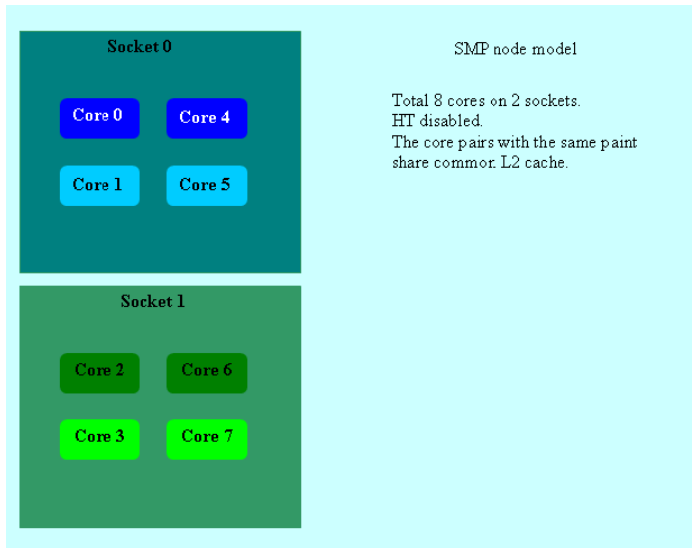 Socket 0
SMP node model
Core 0
Core 4
Core 1
Core 5
Total 8 cores on 2 sockets.
HT disabled.
The core pairs with the same paint
share commor. L2 cache.
Socket 1
Core 2
Core 6
Core 3
Core 7